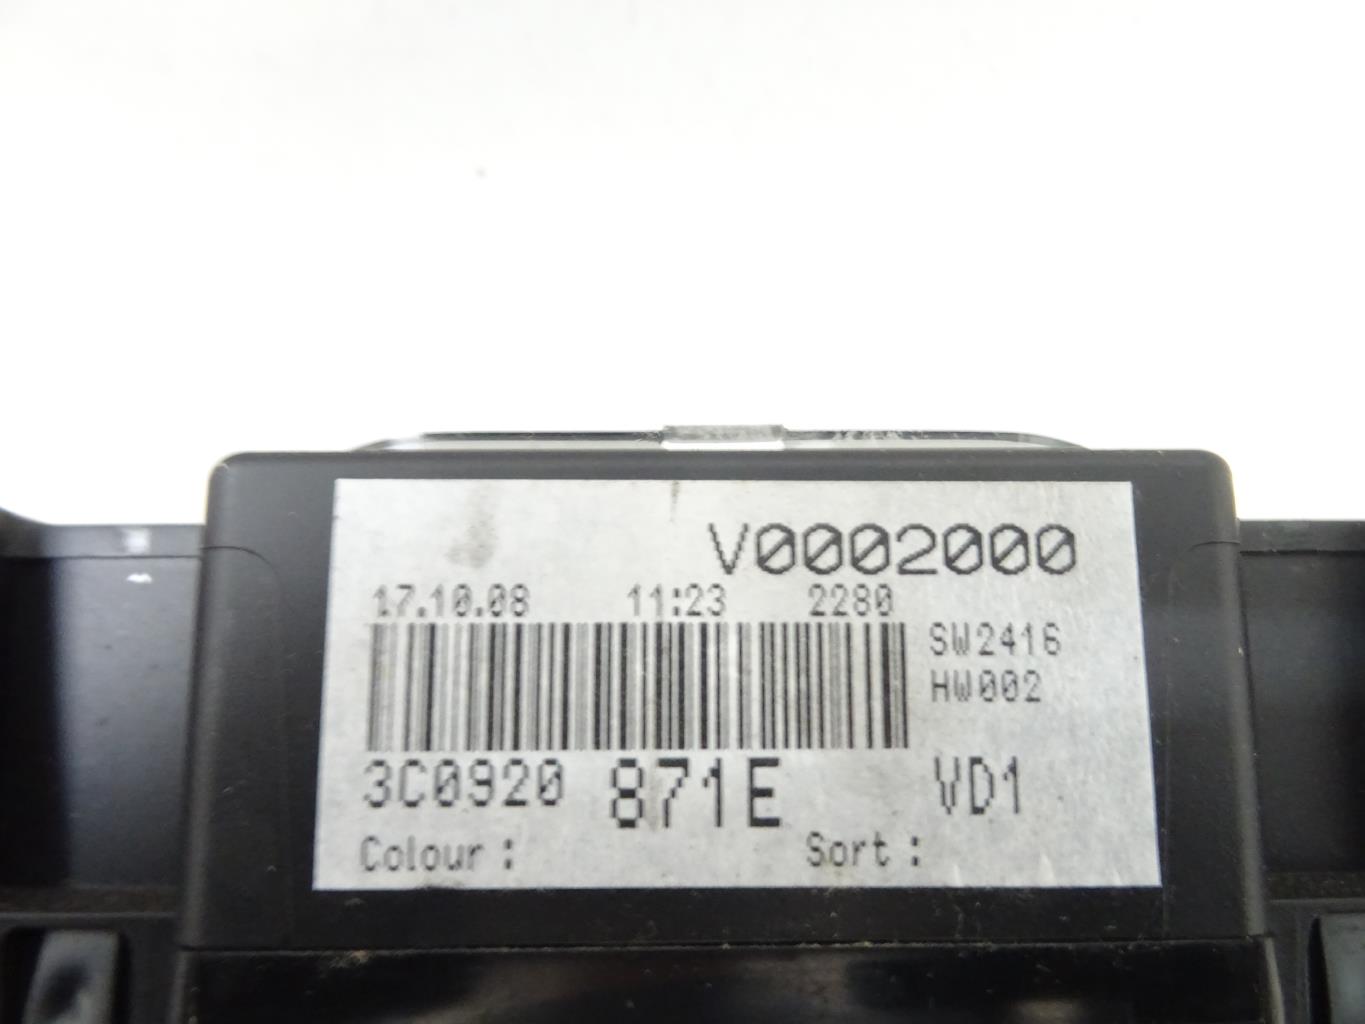 V0002000
17.10.08 11:23 2280
SW2416
HW002
3C0920 871E VD1
Colour : Sort :